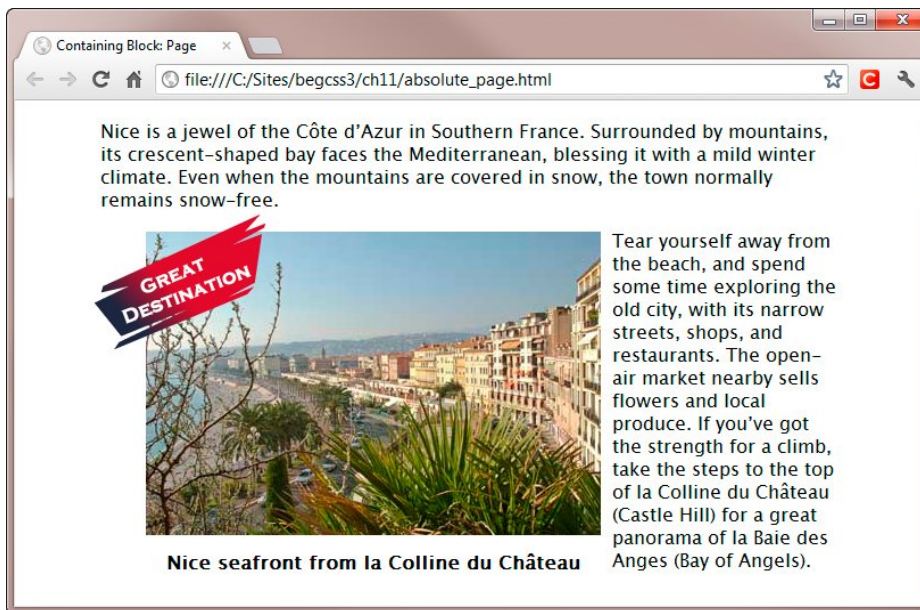 Containing Block: Page
file:///C:/Sites/begcss3/ch11/absolute_page.html
Nice is a jewel of the Côte d’Azur in Southern France. Surrounded by mountains,
its crescent-shaped bay faces the Mediterranean, blessing it with a mild winter
climate. Even when the mountains are covered in snow, the town normally
remains snow-free.
GREAT
DESTINATION
Nice seafront from la Colline du Château
Tear yourself away from
the beach, and spend
some time exploring the
old city, with its narrow
streets, shops, and
restaurants. The open-
air market nearby sells
flowers and local
produce. If you’ve got
the strength for a climb,
take the steps to the top
of la Colline du Château
(Castle Hill) for a great
panorama of la Baie des
Anges (Bay of Angels).